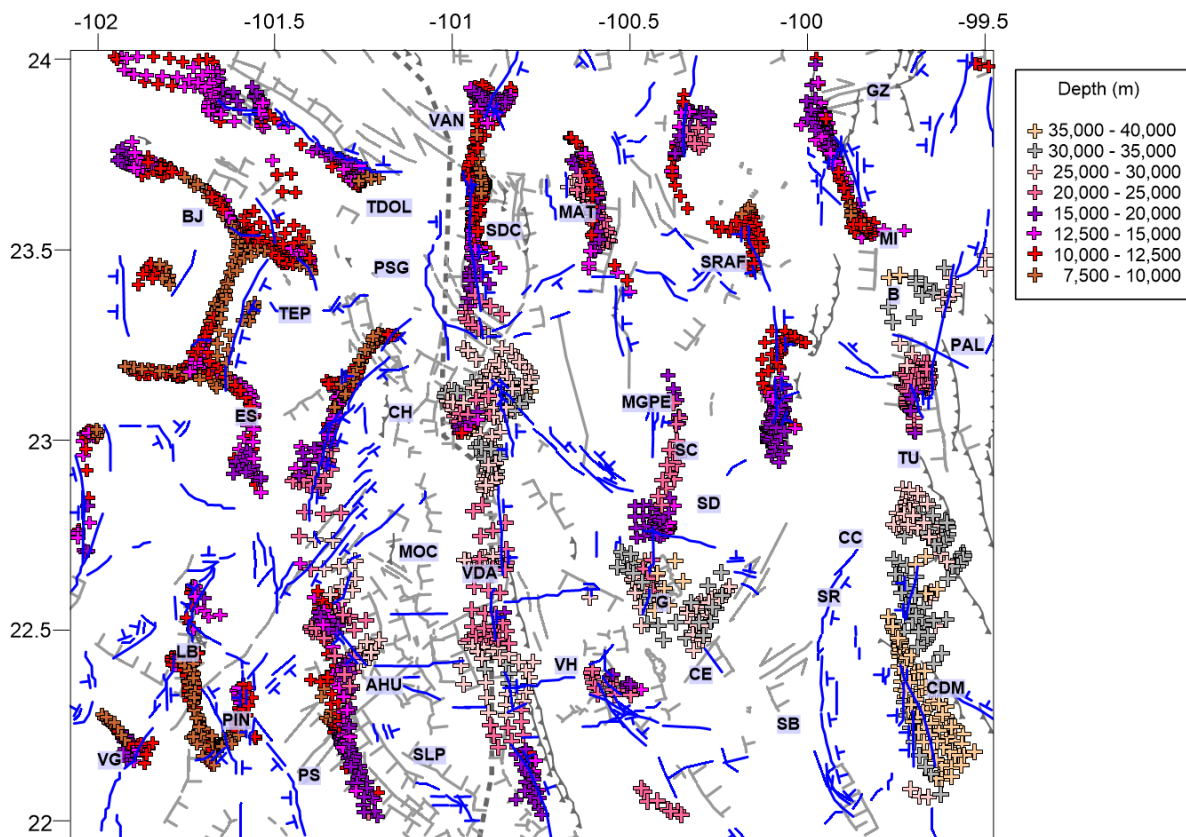 -102 -101.5 -101 -100.5 -100 -99.5
24
23.5
23
22.5
22
Depth (m)
35,000 - 40,000
30,000 - 35,000
25,000 - 30,000
20,000 - 25,000
15,000 - 20,000
12,500 - 15,000
10,000 - 12,500
7,500 - 10,000
GZ
VAN
TDOL
BJ
MAT
SDC
MI
SRAF
PSG
B
TEP
PAL
MGPE
ES
CH
SC
TU
SD
CC
MOC
VDA
SR
G
LB
VH
CE
AHU
CDM
PIN
SB
SLP
VG
PS